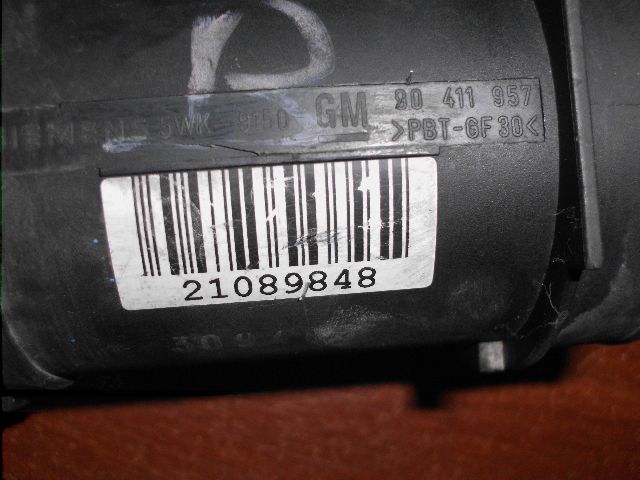 R
SIEMENS 5WK 9150 GM 90 411 957
>PBT-GF30<
21089848